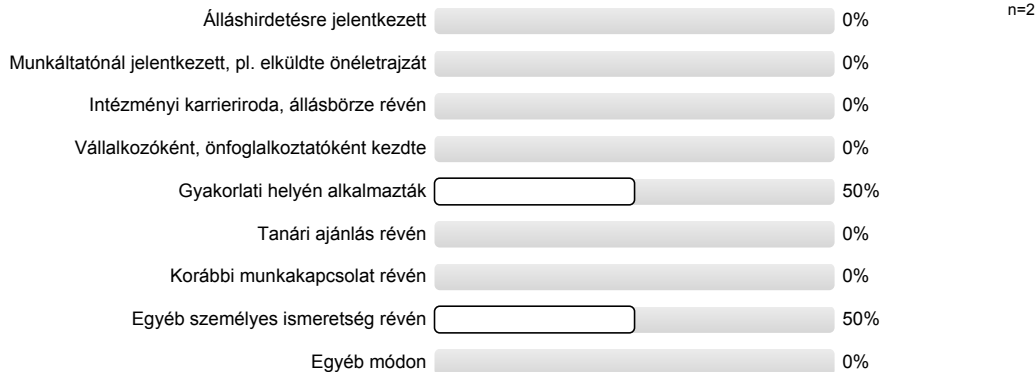 Álláshirdetésre jelentkezett 0% n=2
Munkáltatónál jelentkezett, pl. elküldte önéletrajzát 0%
Intézményi karrieriroda, állásbörze révén 0%
Vállalkozóként, önfoglalkoztatóként kezdte 0%
Gyakorlati helyén alkalmazták 50%
Tanári ajánlás révén 0%
Korábbi munkakapcsolat révén 0%
Egyéb személyes ismeretség révén 50%
Egyéb módon 0%